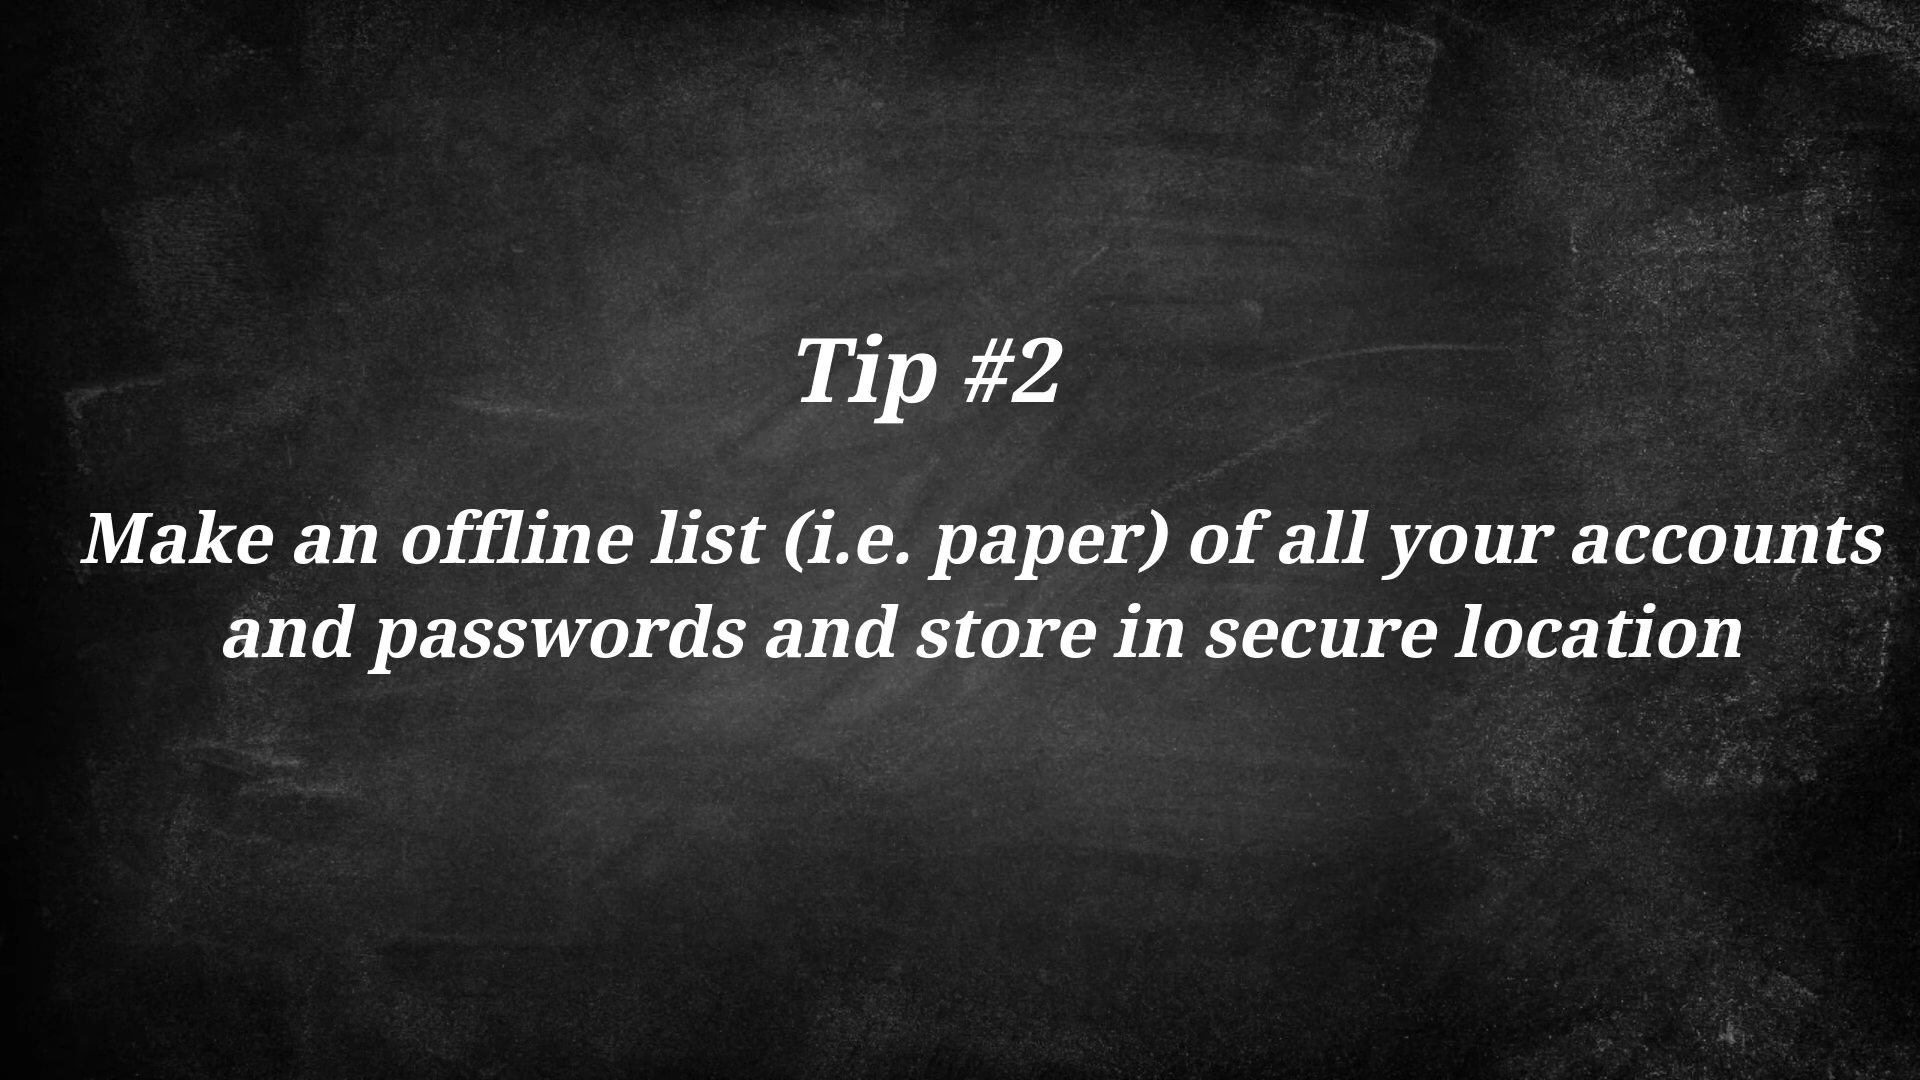 Tip #2
Make an offline list (i.e. paper) of all your accounts
and passwords and store in secure location